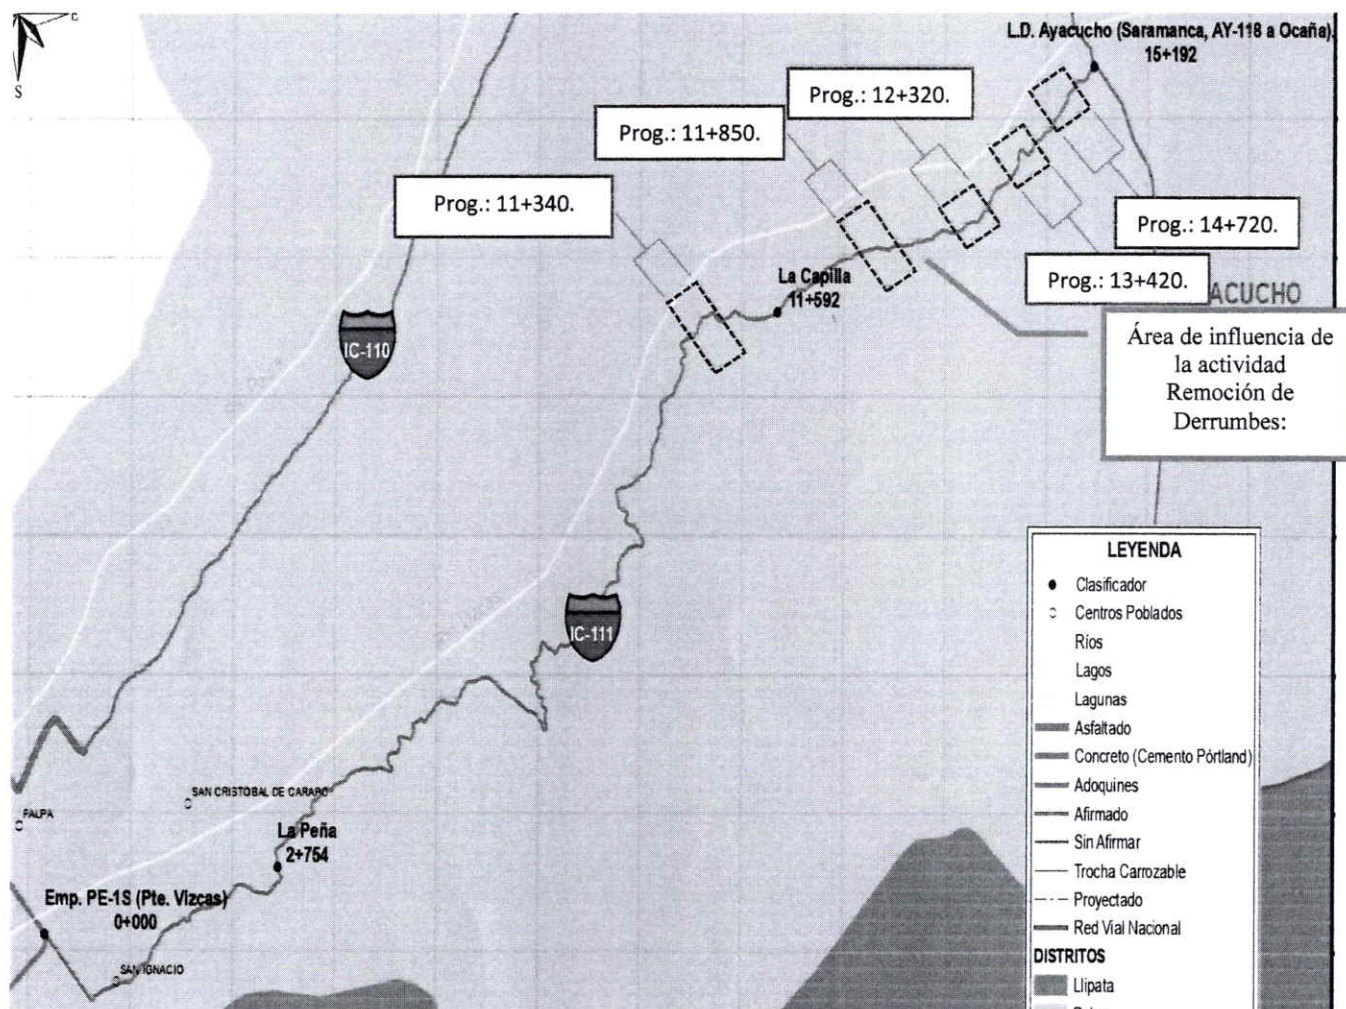 S
L.D. Ayacucho (Saramanca, AY-118 a Ocaña)
15+192
Prog.: 12+320.
Prog.: 11+850.
Prog.: 11+340.
Prog.: 14+720.
Prog.: 13+420.
ACUCHO
La Capilla
11+592
IC-110
Área de influencia de
la actividad
Remoción de
Derrumbes:
IC-111
SAN CRISTOBAL DE CARARO
PALPA
La Peña
2+754
Emp. PE-1S (Pte. Vizcas)
0+000
SAN IGNACIO
LEYENDA
Clasificador
Centros Poblados
Ríos
Lagos
Lagunas
Asfaltado
Concreto (Cemento Pórtland)
Adoquines
Afirmado
Sin Afirmar
Trocha Carrozable
Proyectado
Red Vial Nacional
DISTRITOS
Llipata